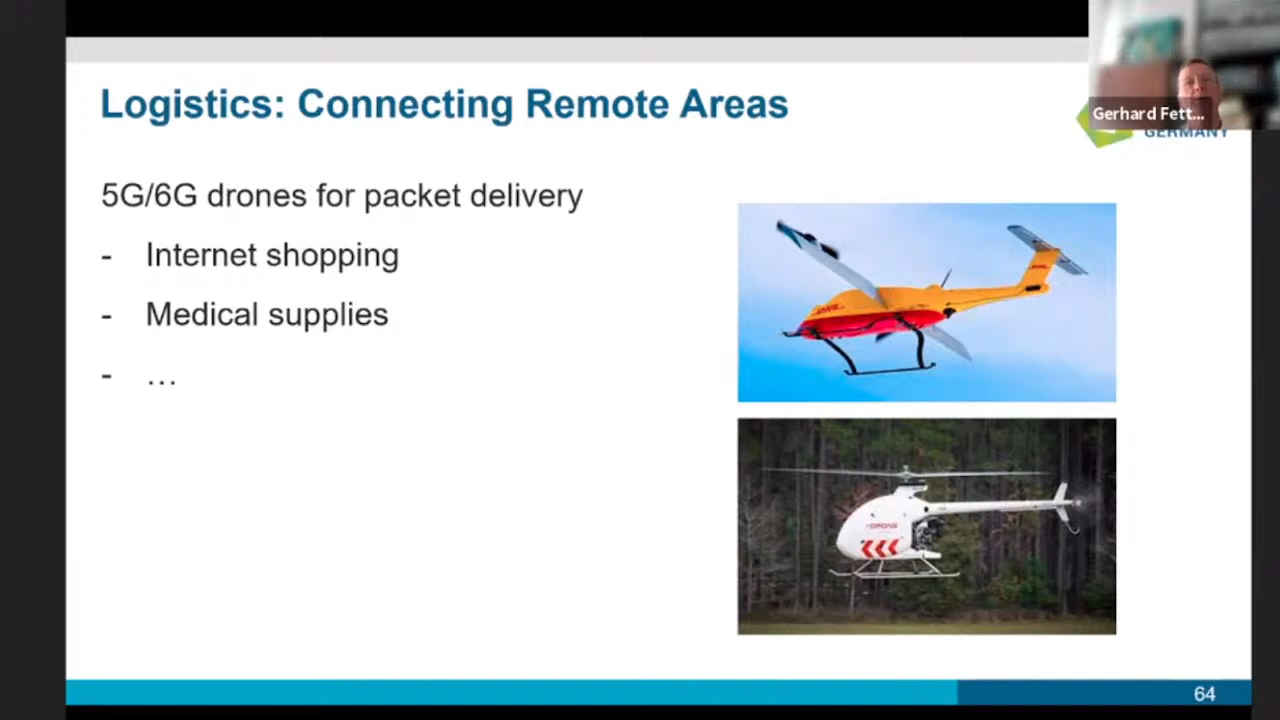 Logistics: Connecting Remote Areas
Gerhard Fett...
GERMANY
5G/6G drones for packet delivery
- Internet shopping
- Medical supplies
- …
64